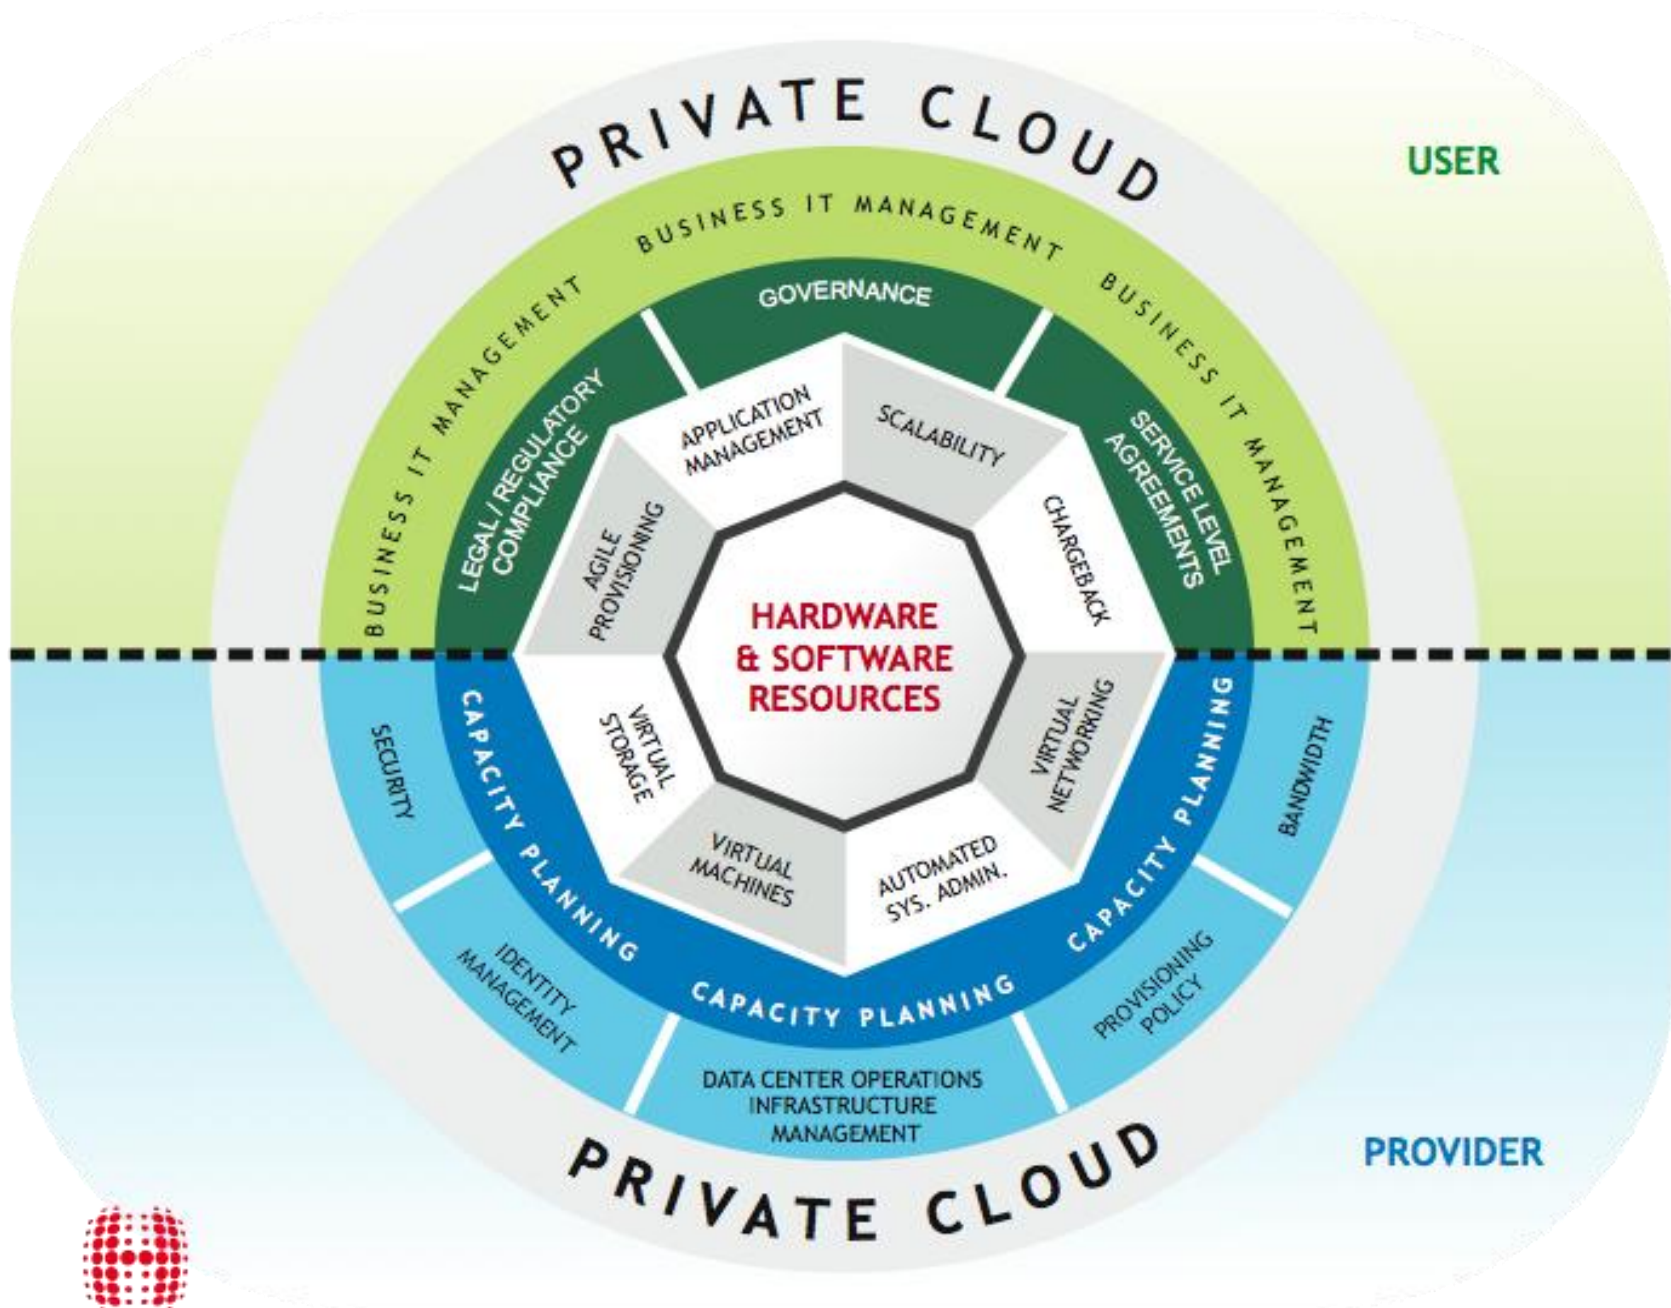 PRIVATE CLOUD
USER
BUSINESS IT MANAGEMENT
BUSINESS IT MANAGEMENT
BUSINESS IT MANAGEMENT
GOVERNANCE
LEGAL / REGULATORY
COMPLIANCE
SERVICE LEVEL
AGREEMENTS
APPLICATION
MANAGEMENT
SCALABILITY
AGILE
PROVISIONING
CHARGEBACK
HARDWARE
& SOFTWARE
RESOURCES
VIRTUAL
STORAGE
VIRTUAL
NETWORKING
VIRTUAL
MACHINES
AUTOMATED
SYS. ADMIN.
CAPACITY PLANNING
CAPACITY PLANNING
CAPACITY PLANNING
SECURITY
BANDWIDTH
IDENTITY
MANAGEMENT
PROVISIONING
POLICY
DATA CENTER OPERATIONS
INFRASTRUCTURE
MANAGEMENT
PRIVATE CLOUD
PROVIDER